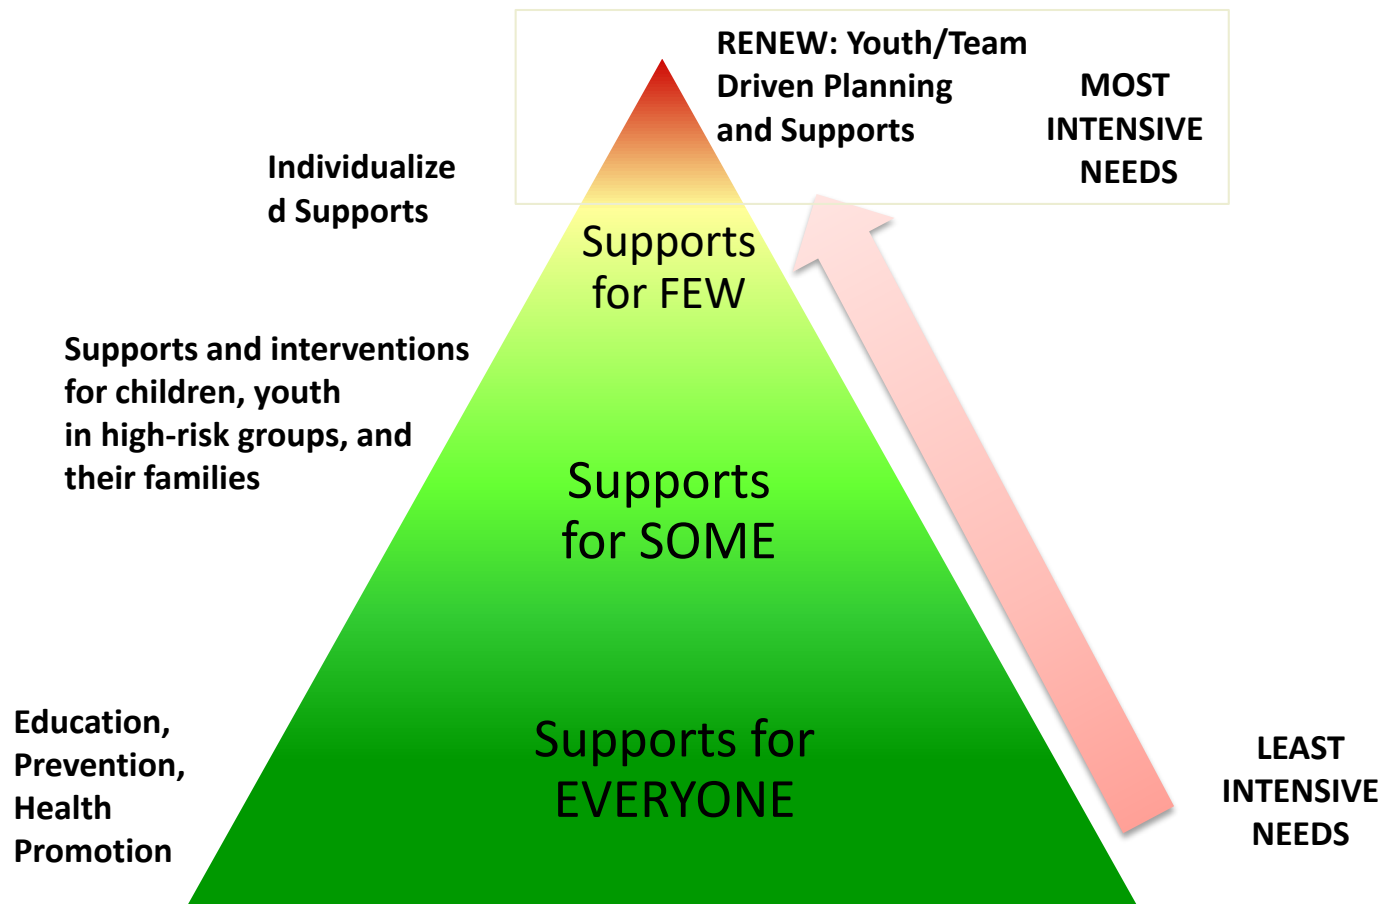 RENEW: Youth/Team
Driven Planning
and Supports
MOST
INTENSIVE
NEEDS
Individualize
d Supports
Supports
for FEW
Supports and interventions
for children, youth
in high-risk groups, and
their families
Supports
for SOME
Education,
Prevention,
Health
Promotion
Supports for
EVERYONE
LEAST
INTENSIVE
NEEDS